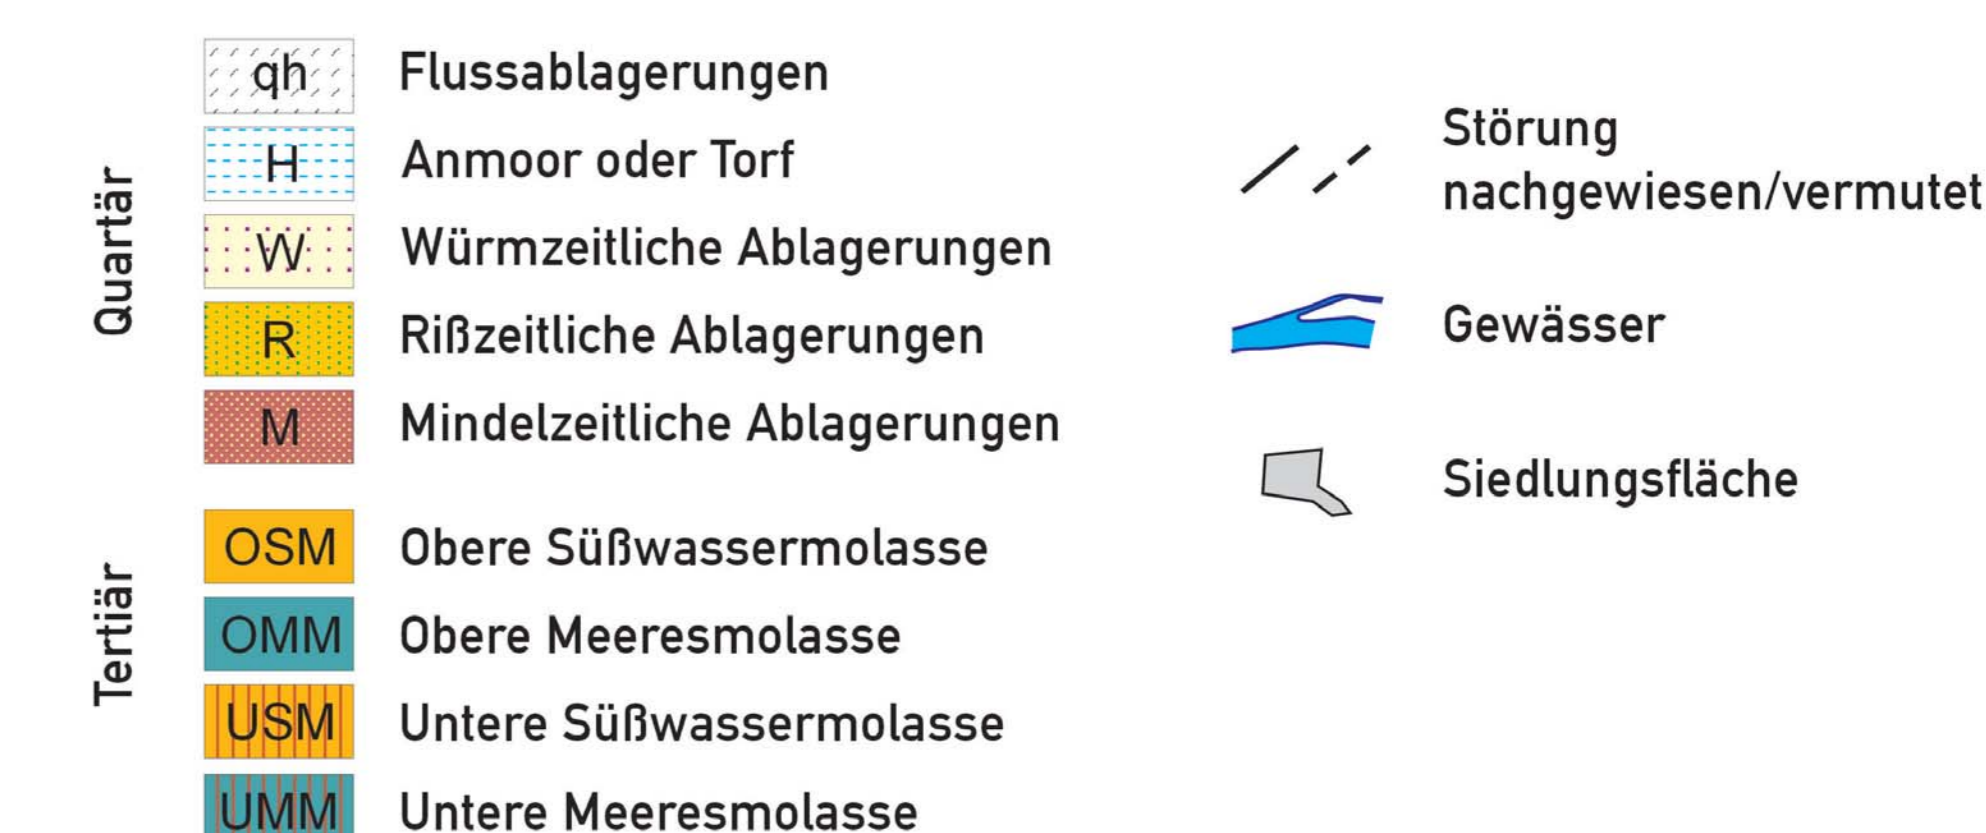 Quartär
qh Flussablagerungen
H Anmoor oder Torf
W Würmzeitliche Ablagerungen
R Rißzeitliche Ablagerungen
M Mindelzeitliche Ablagerungen
Tertiär
OSM Obere Süßwassermolasse
OMM Obere Meeresmolasse
USM Untere Süßwassermolasse
UMM Untere Meeresmolasse
Störung
nachgewiesen/vermutet
Gewässer
Siedlungsfläche